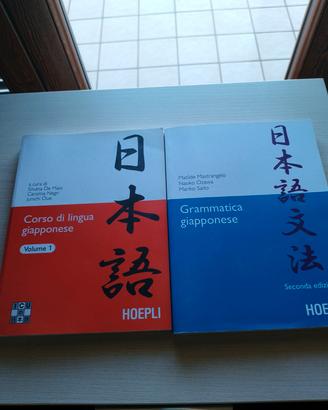 日本語
a cura di
Silvana De Maio
Carolina Negri
Junichi Oue
Corso di lingua
giapponese
Volume 1
HOEPLI
日本語文法
Matilde Mastrangelo
Naoko Ozawa
Mariko Saito
Grammatica
giapponese
Seconda edizi
HOEP